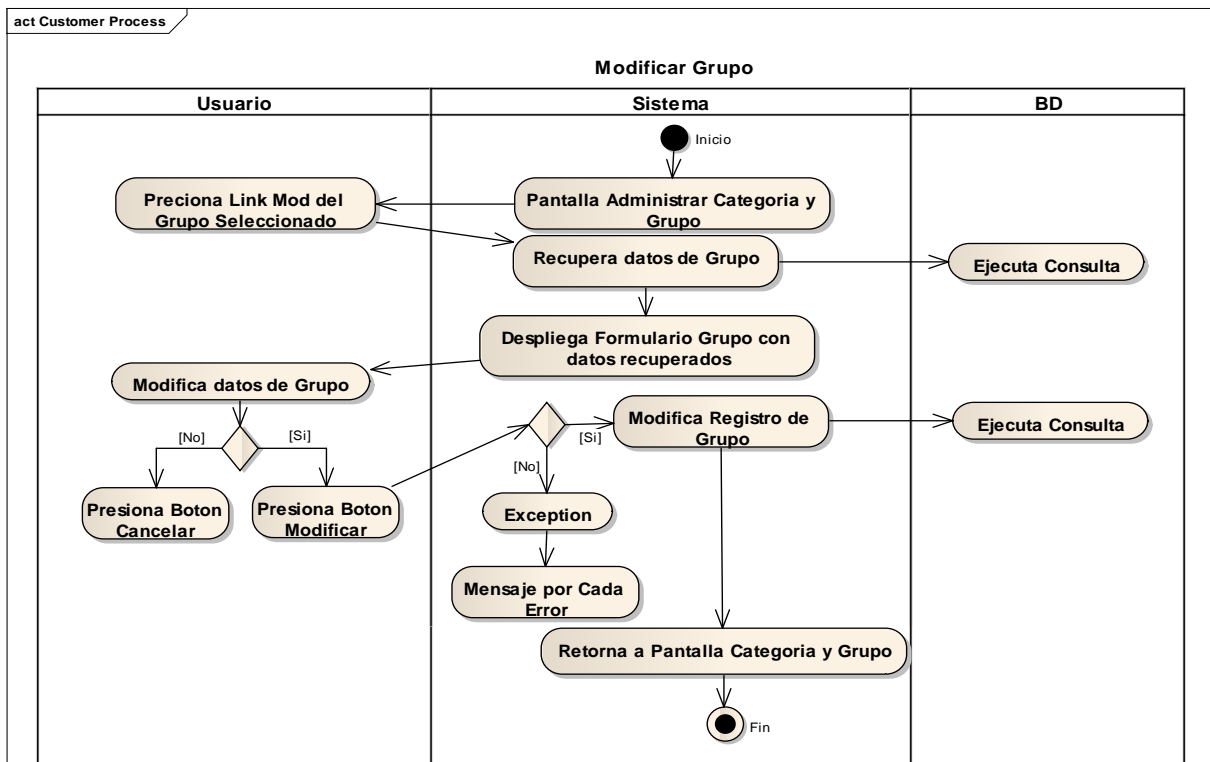 act Customer Process
Modificar Grupo
Usuario
Sistema
BD
Inicio
Preciona Link Mod del
Grupo Seleccionado
Pantalla Administrar Categoria y
Grupo
Recupera datos de Grupo
Ejecuta Consulta
Despliega Formulario Grupo con
datos recuperados
Modifica datos de Grupo
[No]
[Si]
Presiona Boton
Cancelar
Presiona Boton
Modificar
[Si]
[No]
Modifica Registro de
Grupo
Ejecuta Consulta
Exception
Mensaje por Cada
Error
Retorna a Pantalla Categoria y Grupo
Fin